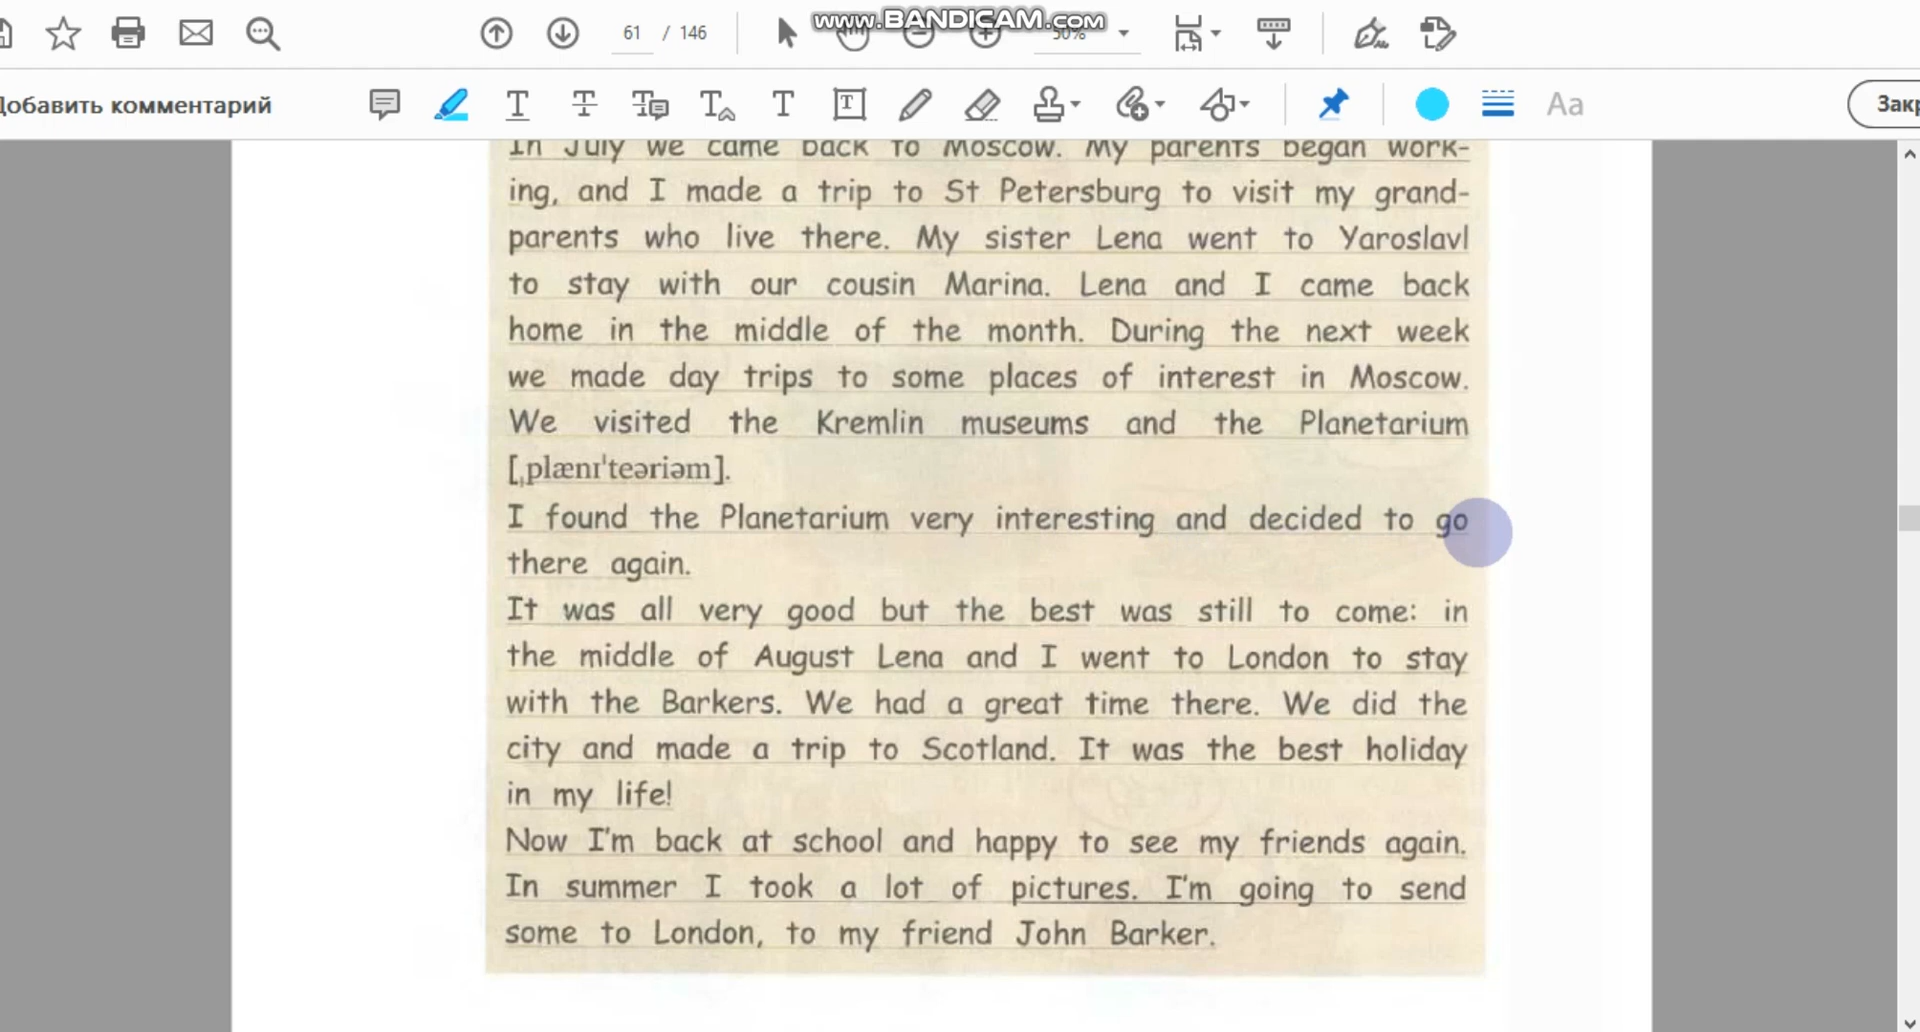 www.BANDICAM.com
61 / 146
50%
Добавить комментарий
Aa
In July we came back to Moscow. My parents began work-
ing, and I made a trip to St Petersburg to visit my grand-
parents who live there. My sister Lena went to Yaroslavl
to stay with our cousin Marina. Lena and I came back
home in the middle of the month. During the next week
we made day trips to some places of interest in Moscow.
We visited the Kremlin museums and the Planetarium
[ˌplænɪˈteəriəm].
I found the Planetarium very interesting and decided to go
there again.
It was all very good but the best was still to come: in
the middle of August Lena and I went to London to stay
with the Barkers. We had a great time there. We did the
city and made a trip to Scotland. It was the best holiday
in my life!
Now I'm back at school and happy to see my friends again.
In summer I took a lot of pictures. I'm going to send
some to London, to my friend John Barker.